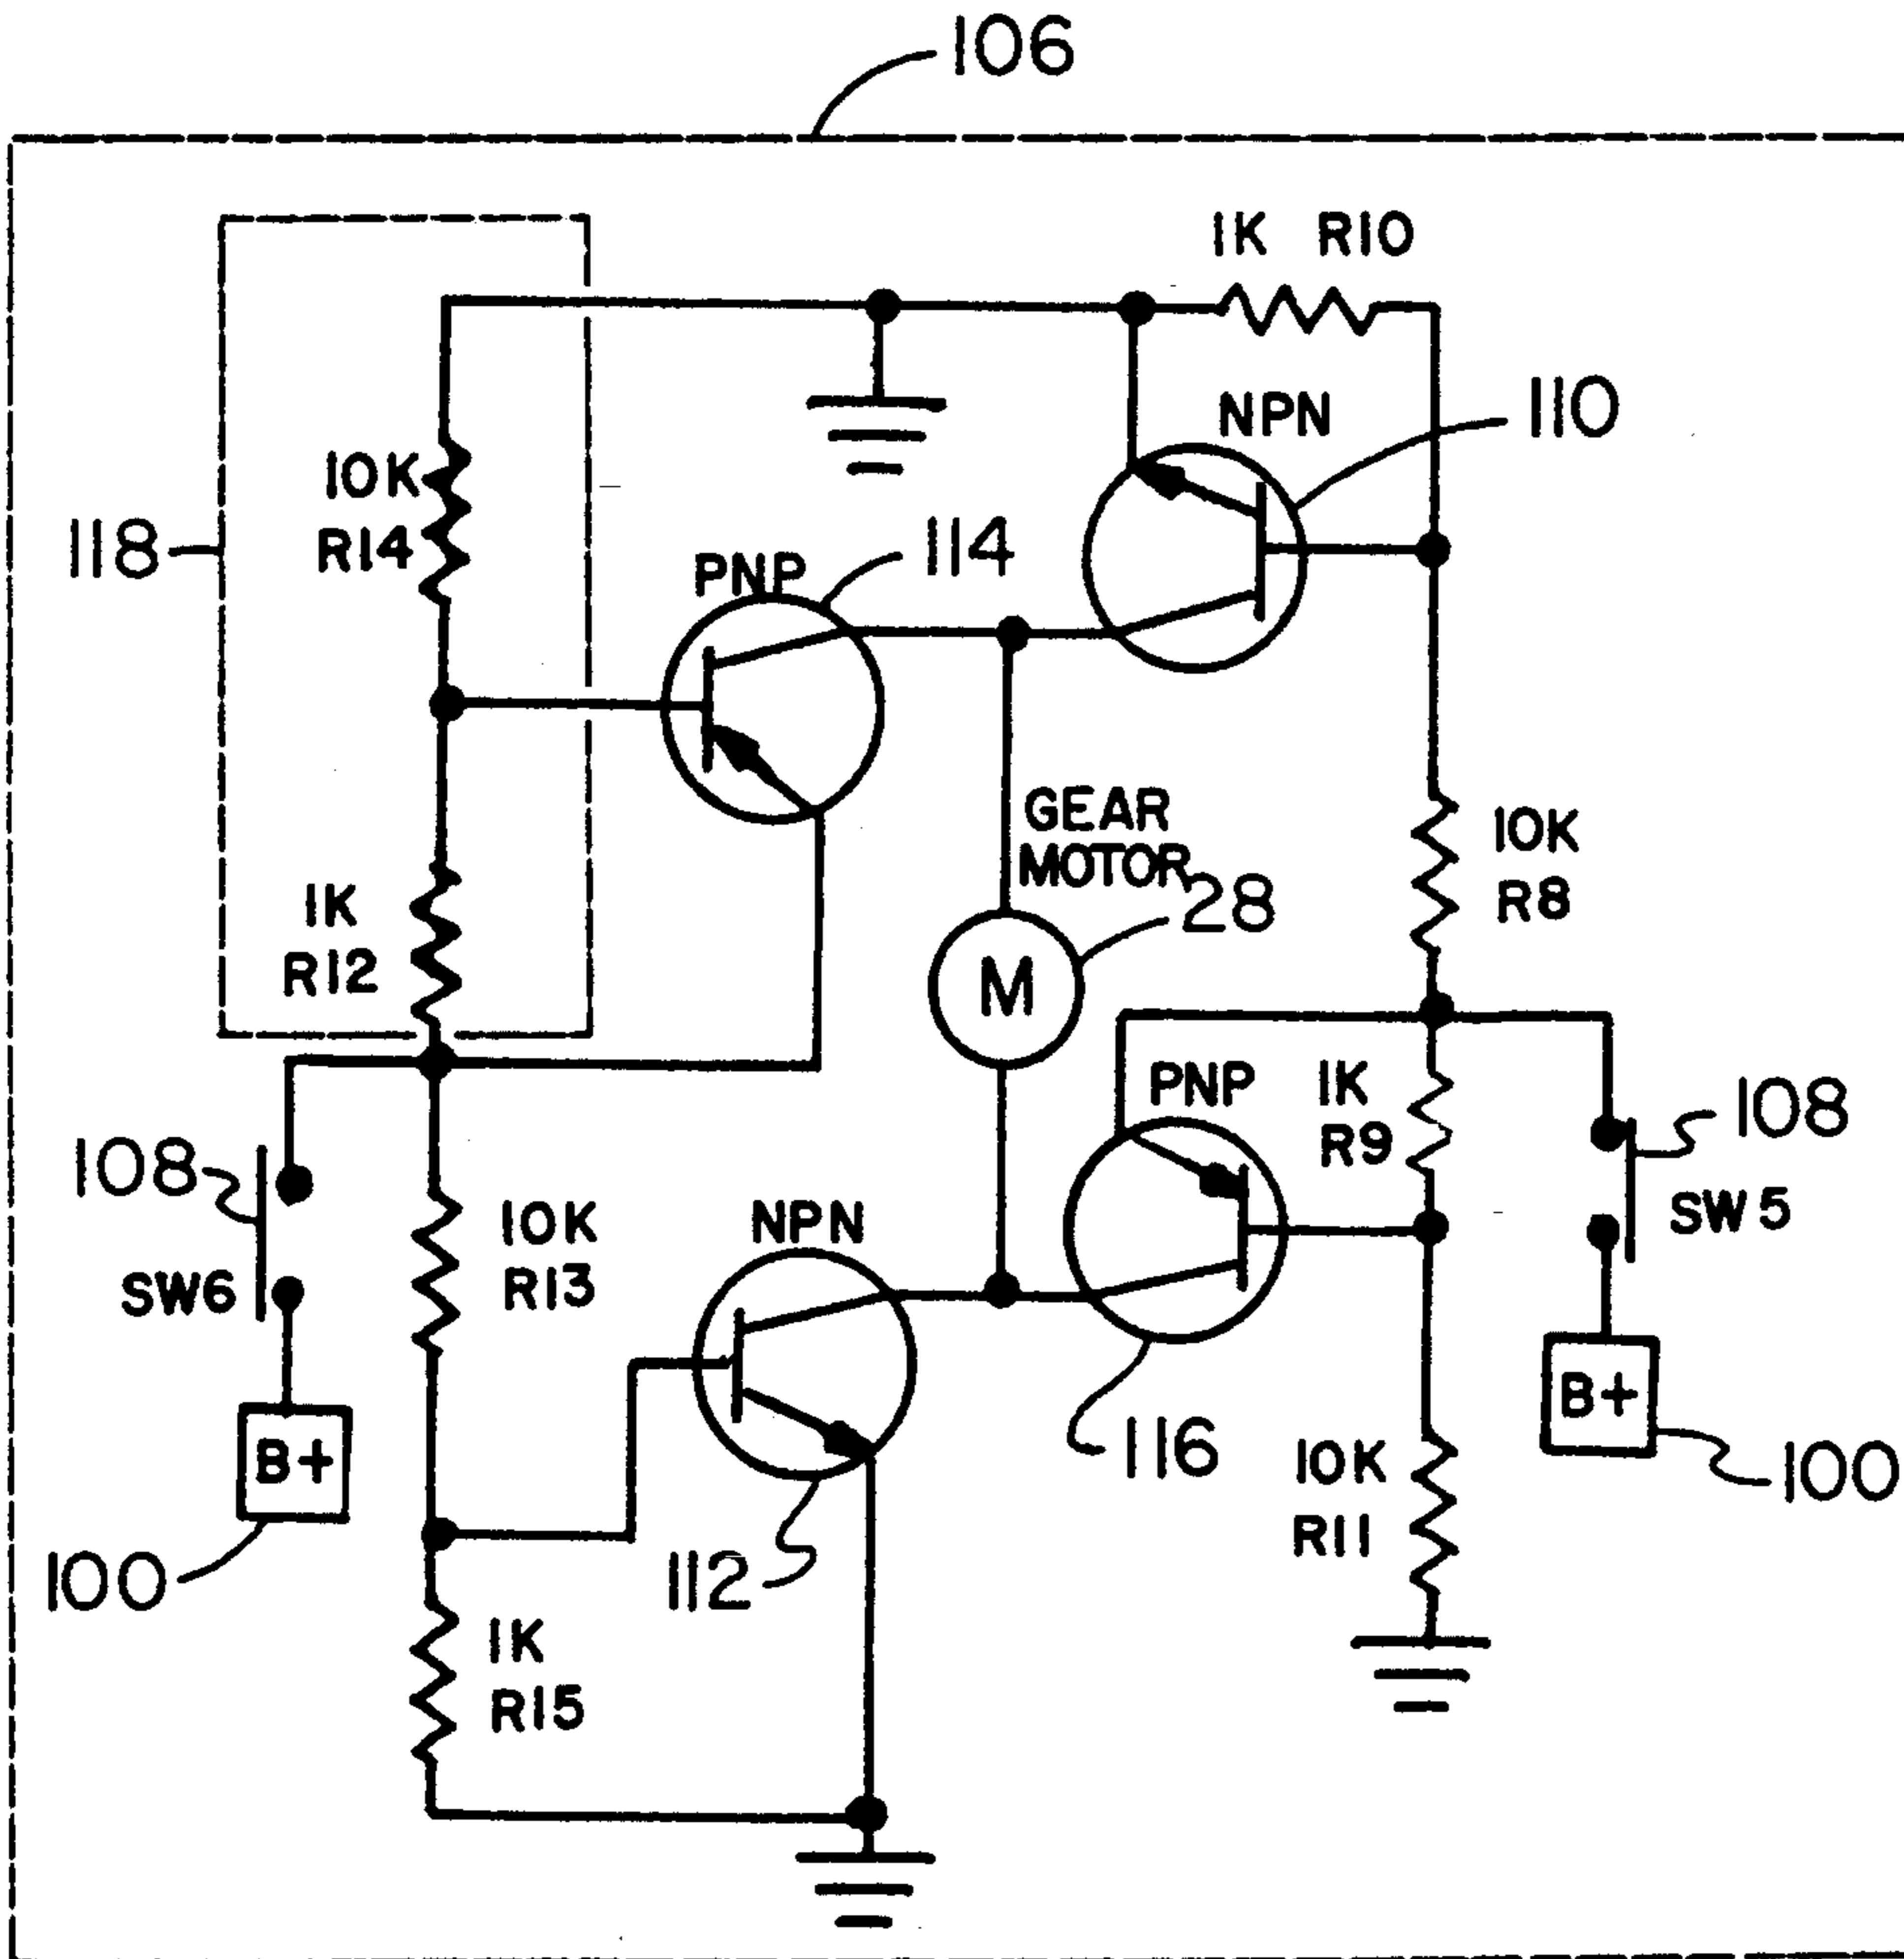 106
1K R10
NPN
110
10K
R14
118
PNP
114
GEAR
MOTOR
28
10K
R8
1K
R12
PNP
1K
R9
108
SW5
108
SW6
10K
R13
NPN
B+
100
B+
100
116
10K
R11
112
1K
R15